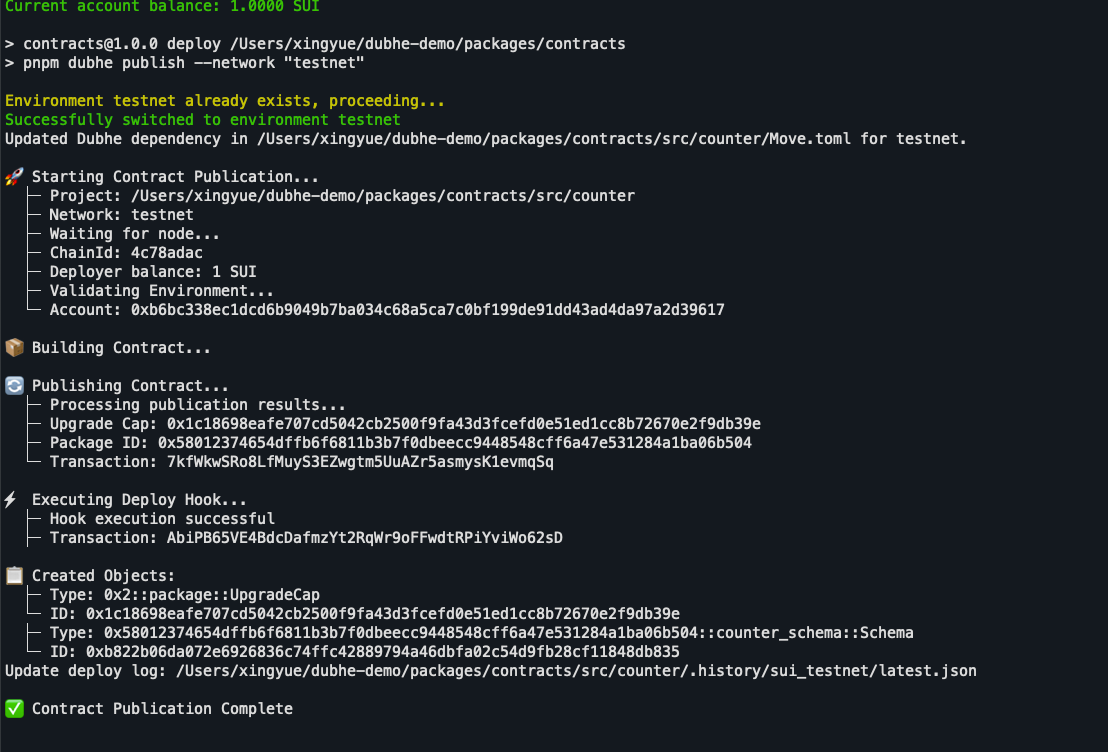 Current account balance: 1.0000 SUI
> contracts@1.0.0 deploy /Users/xingyue/dubhe-demo/packages/contracts
> pnpm dubhe publish --network "testnet"
Environment testnet already exists, proceeding...
Successfully switched to environment testnet
Updated Dubhe dependency in /Users/xingyue/dubhe-demo/packages/contracts/src/counter/Move.toml for testnet.
🚀 Starting Contract Publication...
├─ Project: /Users/xingyue/dubhe-demo/packages/contracts/src/counter
├─ Network: testnet
├─ Waiting for node...
├─ ChainId: 4c78adac
├─ Deployer balance: 1 SUI
├─ Validating Environment...
└─ Account: 0xb6bc338ec1dcd6b9049b7ba034c68a5ca7c0bf199de91dd43ad4da97a2d39617
📦 Building Contract...
🔄 Publishing Contract...
├─ Processing publication results...
├─ Upgrade Cap: 0x1c18698eafe707cd5042cb2500f9fa43d3fcefd0e51ed1cc8b72670e2f9db39e
├─ Package ID: 0x58012374654dffb6f6811b3b7f0dbeecc9448548cff6a47e531284a1ba06b504
└─ Transaction: 7kfWkwSRo8LfMuyS3EZwgtm5UuAZr5asmysK1evmqSq
⚡ Executing Deploy Hook...
├─ Hook execution successful
├─ Transaction: AbiPB65VE4BdcDafmzYt2RqWr9oFFwdtRPiYviWo62sD
📋 Created Objects:
├─ Type: 0x2::package::UpgradeCap
└─ ID: 0x1c18698eafe707cd5042cb2500f9fa43d3fcefd0e51ed1cc8b72670e2f9db39e
├─ Type: 0x58012374654dffb6f6811b3b7f0dbeecc9448548cff6a47e531284a1ba06b504::counter_schema::Schema
└─ ID: 0xb822b06da072e6926836c74ffc42889794a46dbfa02c54d9fb28cf11848db835
Update deploy log: /Users/xingyue/dubhe-demo/packages/contracts/src/counter/.history/sui_testnet/latest.json
✅ Contract Publication Complete